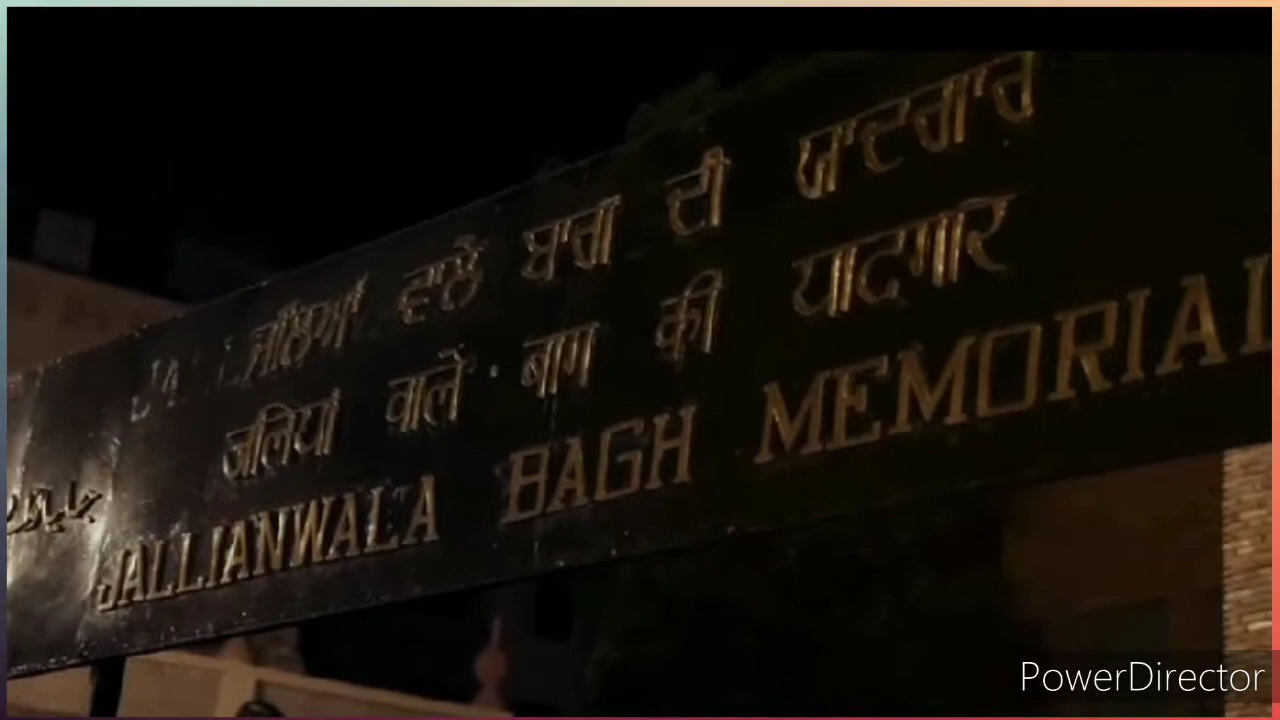 ਜਲਿਆਂ ਵਾਲੇ ਬਾਗ ਦੀ ਯਾਦਗਾਰ
जलियां वाले बाग की यादगार
JALLIANWALA BAGH MEMORIAL
PowerDirector